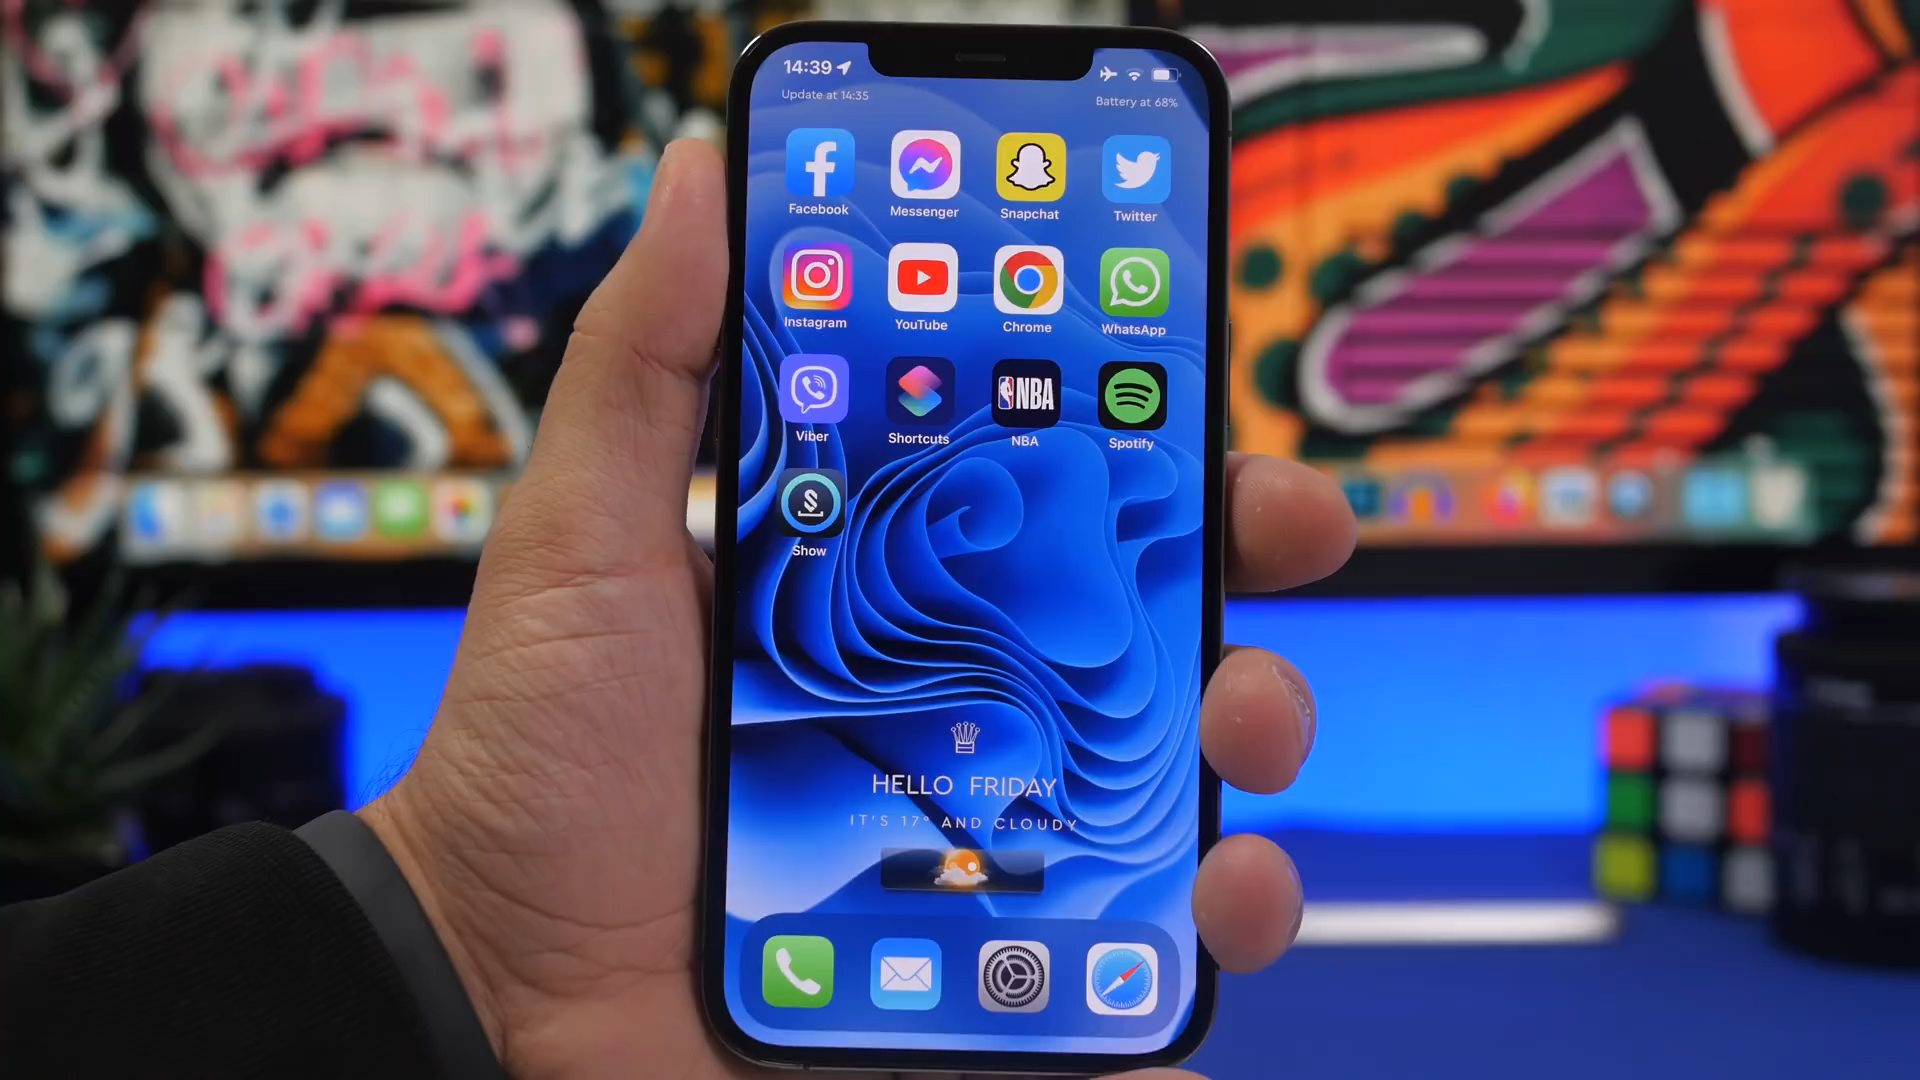 14:39
Update at 14:35
Battery at 68%
Facebook
Messenger
Snapchat
Twitter
Instagram
YouTube
Chrome
WhatsApp
NBA
Viber
Shortcuts
NBA
Spotify
Show
HELLO FRIDAY
IT'S 17° AND CLOUDY